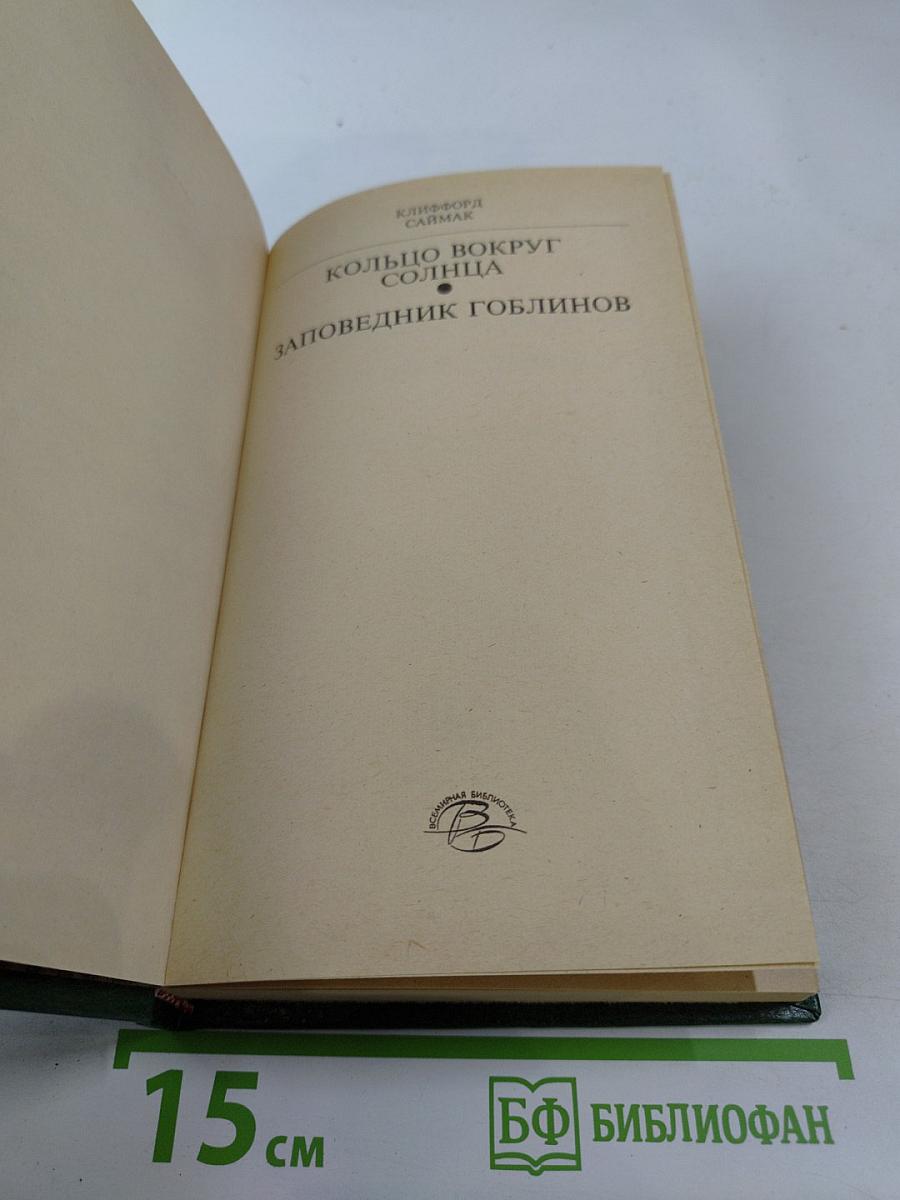 КЛИФФОРД
САЙМАК
КОЛЬЦО ВОКРУГ
СОЛНЦА
ЗАПОВЕДНИК ГОБЛИНОВ
ВСЕМИРНАЯ БИБЛИОТЕКА
ВБ
15 см
БФ БИБЛИОФАН